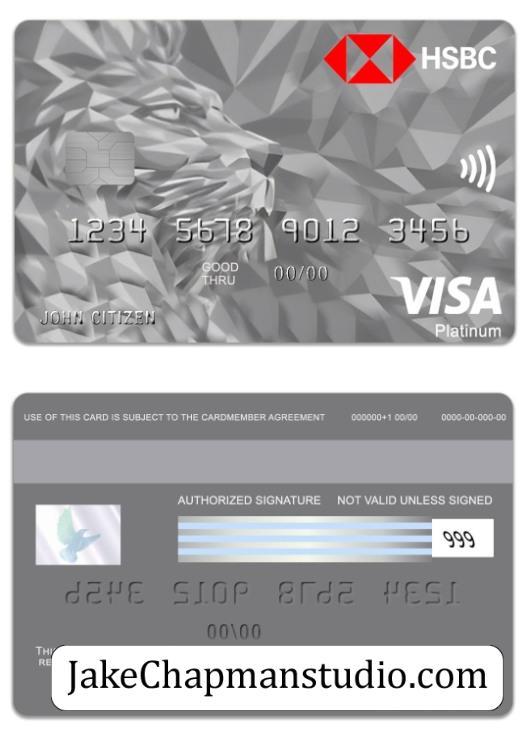 HSBC
1234 5678 9012 3456
GOOD
THRU
00/00
VISA
JOHN CITIZEN
Platinum
USE OF THIS CARD IS SUBJECT TO THE CARDMEMBER AGREEMENT 000000+1 00/00 0000-00-000-00
AUTHORIZED SIGNATURE NOT VALID UNLESS SIGNED
999
JakeChapmanstudio.com